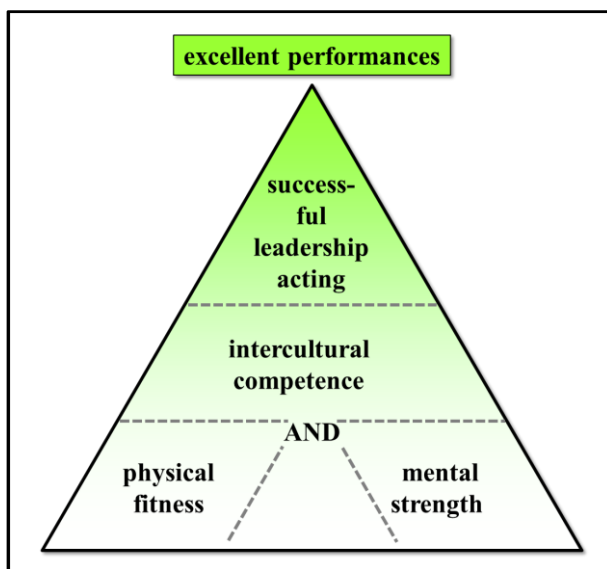 excellent performances
success-
ful
leadership
acting
intercultural
competence
AND
physical
fitness
mental
strength